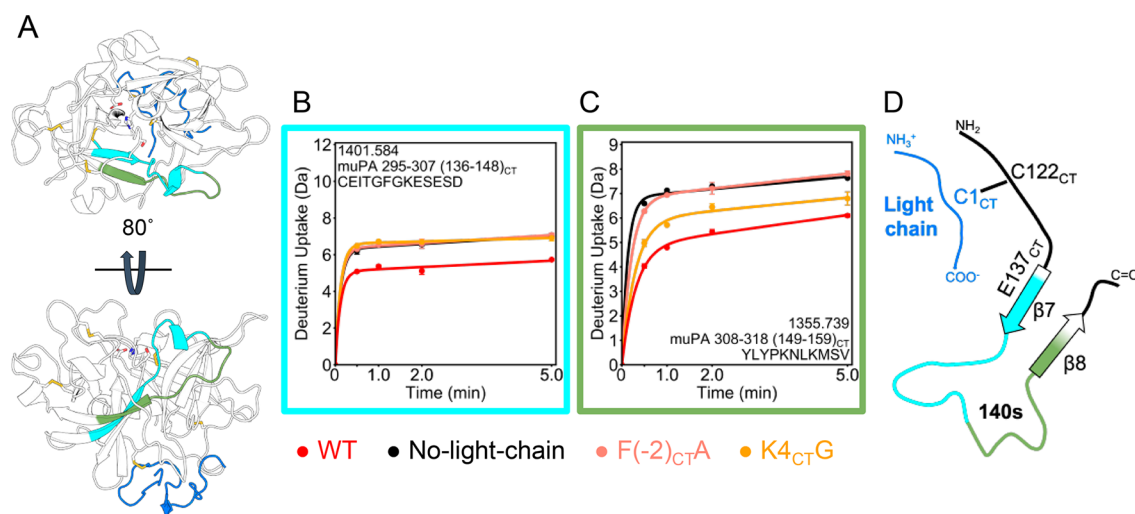 A
80°
B
Deuterium Uptake (Da)
12
10
8
6
4
2
0
1401.584
muPA 295-307 (136-148)CT
CEITGFGKESESD
0
1.0
2.0
5.0
Time (min)
C
Deuterium Uptake (Da)
9
8
7
6
5
4
3
2
1
0
1355.739
muPA 308-318 (149-159)CT
YLYPKNLKMSV
0
1.0
2.0
5.0
Time (min)
WT
No-light-chain
F(-2)CTA
K4CTG
D
NH2
NH3+
C122CT
C1CT
Light
chain
COO-
E137CT
β7
C=O
β8
140s